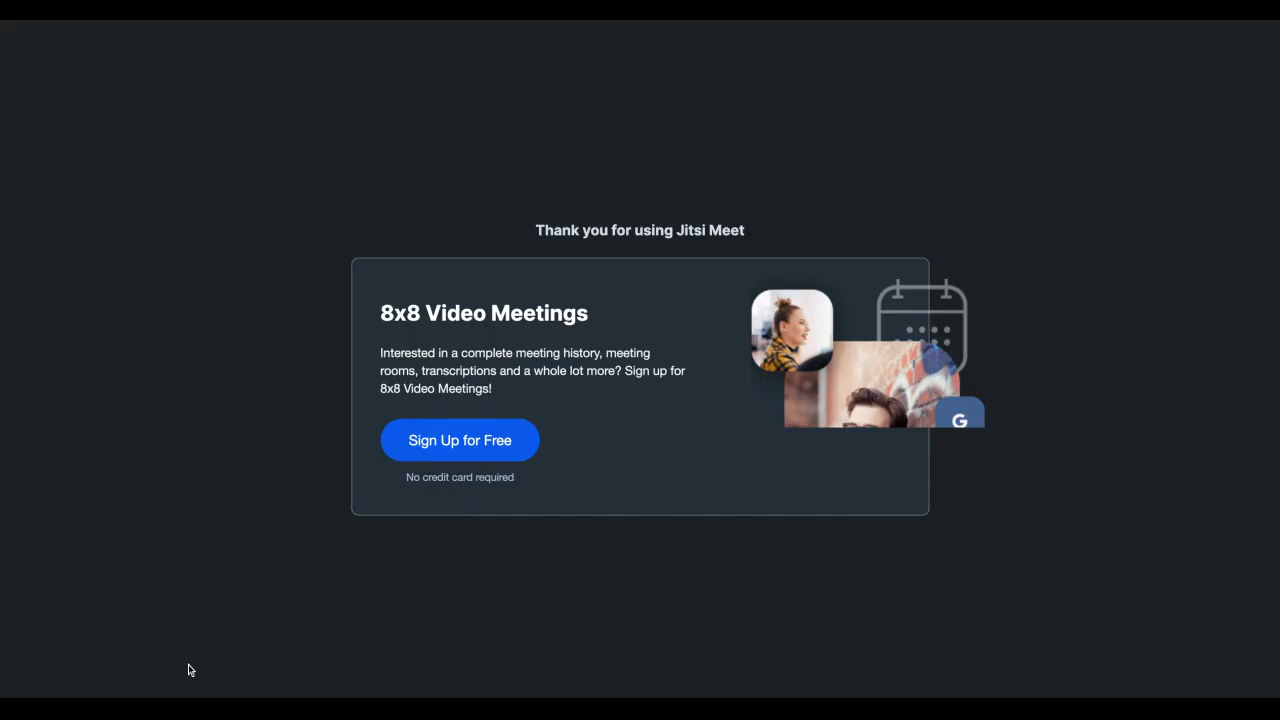 Thank you for using Jitsi Meet
8x8 Video Meetings
Interested in a complete meeting history, meeting
rooms, transcriptions and a whole lot more? Sign up for
8x8 Video Meetings!
G
Sign Up for Free
No credit card required